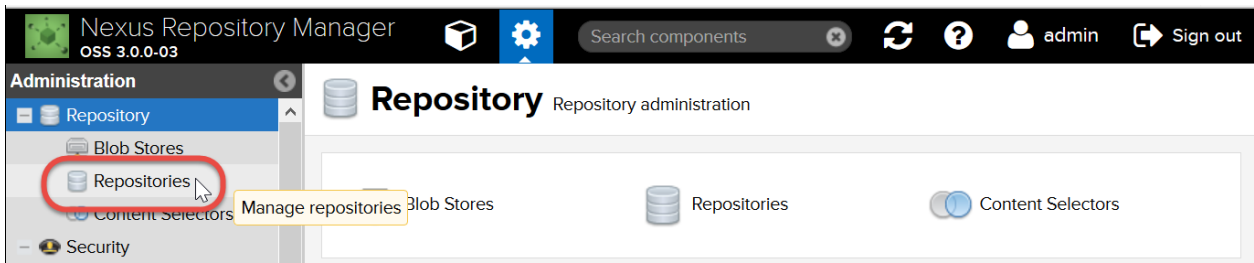 Nexus Repository Manager
OSS 3.0.0-03
Search components
admin
Sign out
Administration
Repository
Blob Stores
Repositories
Content Selectors
Security
Manage repositories
Repository Repository administration
Blob Stores
Repositories
Content Selectors